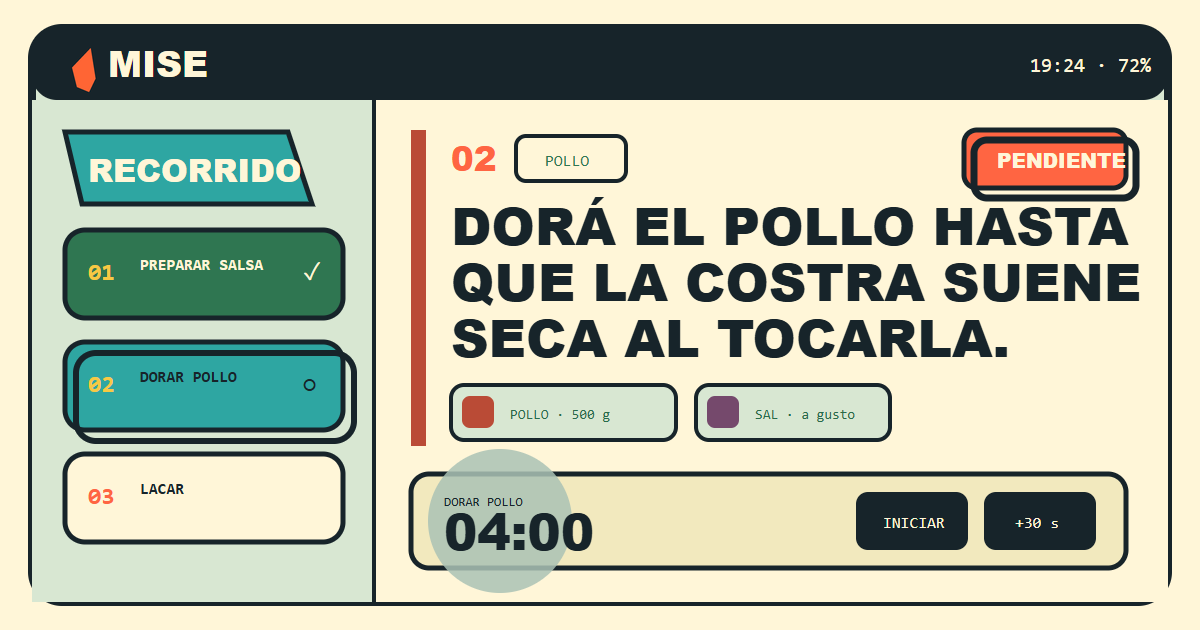 MISE
19:24 · 72%
RECORRIDO
01 PREPARAR SALSA ✓
02 DORAR POLLO ○
03 LACAR
02 POLLO
PENDIENTE
DORÁ EL POLLO HASTA
QUE LA COSTRA SUENE
SECA AL TOCARLA.
POLLO · 500 g
SAL · a gusto
DORAR POLLO
04:00
INICIAR
+30 s